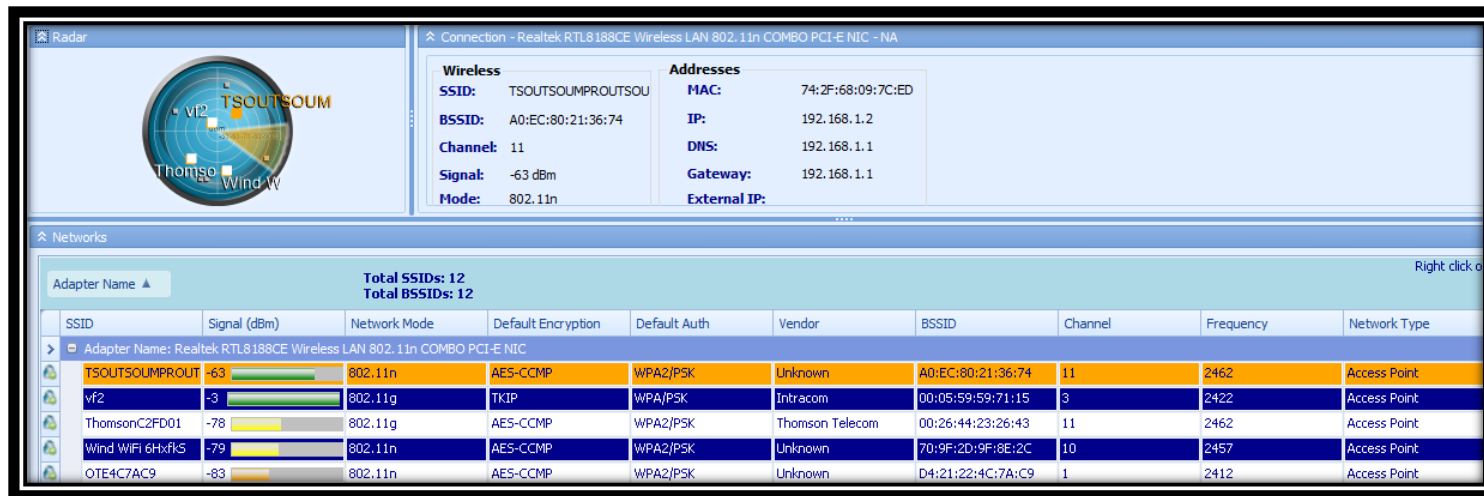 Radar
vf2
TSOUTSOUM
Thomso
Wind W
Connection - Realtek RTL8188CE Wireless LAN 802.11n COMBO PCI-E NIC - NA
Wireless
SSID: TSOUTSOUMPROUTSOU
BSSID: A0:EC:80:21:36:74
Channel: 11
Signal: -63 dBm
Mode: 802.11n
Addresses
MAC: 74:2F:68:09:7C:ED
IP: 192.168.1.2
DNS: 192.168.1.1
Gateway: 192.168.1.1
External IP:
Networks
Right click o
Adapter Name
Total SSIDs: 12
Total BSSIDs: 12
SSID Signal (dBm) Network Mode Default Encryption Default Auth Vendor BSSID Channel Frequency Network Type
Adapter Name: Realtek RTL8188CE Wireless LAN 802.11n COMBO PCI-E NIC
TSOUTSOUMPROUT -63 802.11n AES-CCMP WPA2/PSK Unknown A0:EC:80:21:36:74 11 2462 Access Point
vf2 -3 802.11g TKIP WPA/PSK Intracom 00:05:59:59:71:15 3 2422 Access Point
ThomsonC2FD01 -78 802.11g AES-CCMP WPA2/PSK Thomson Telecom 00:26:44:23:26:43 11 2462 Access Point
Wind WiFi 6HxfkS -79 802.11n AES-CCMP WPA2/PSK Unknown 70:9F:2D:9F:8E:2C 10 2457 Access Point
OTE4C7AC9 -83 802.11n AES-CCMP WPA2/PSK Unknown D4:21:22:4C:7A:C9 1 2412 Access Point